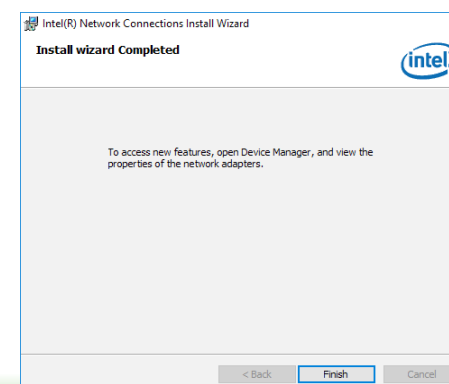 Intel(R) Network Connections Install Wizard
Install wizard Completed
intel
To access new features, open Device Manager, and view the
properties of the network adapters.
< Back
Finish
Cancel